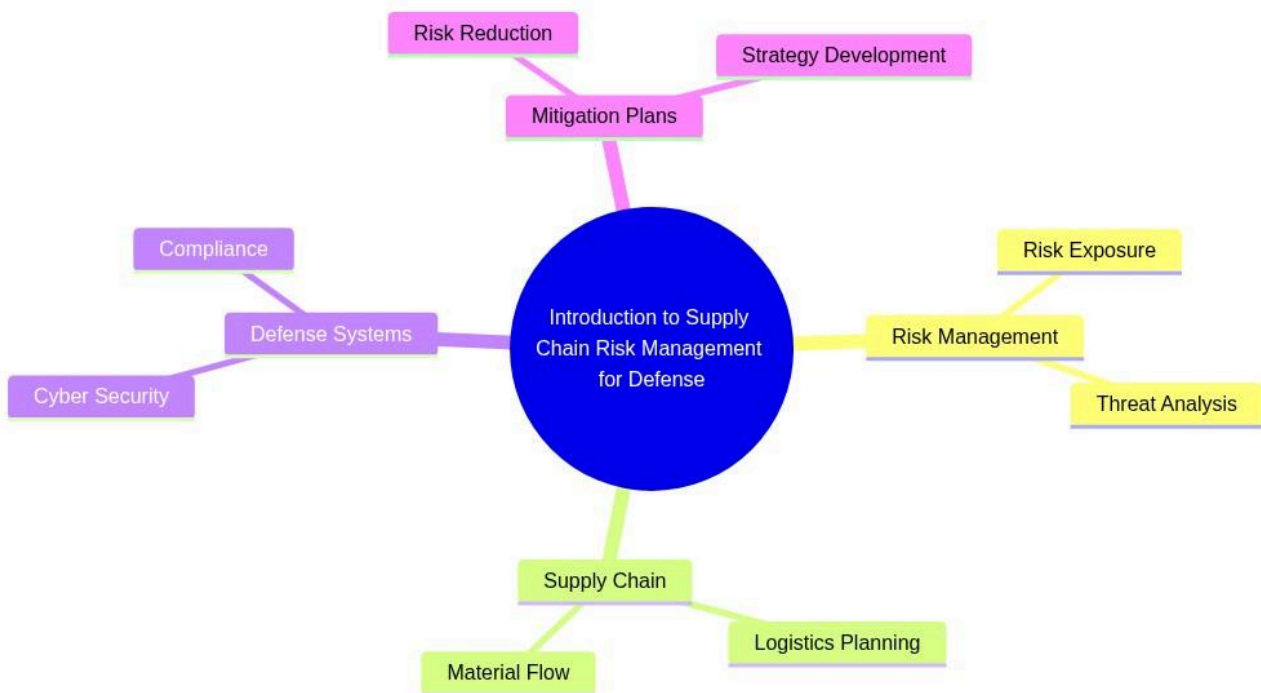 Risk Reduction
Strategy Development
Mitigation Plans
Compliance
Defense Systems
Cyber Security
Introduction to Supply
Chain Risk Management
for Defense
Risk Exposure
Risk Management
Threat Analysis
Supply Chain
Logistics Planning
Material Flow